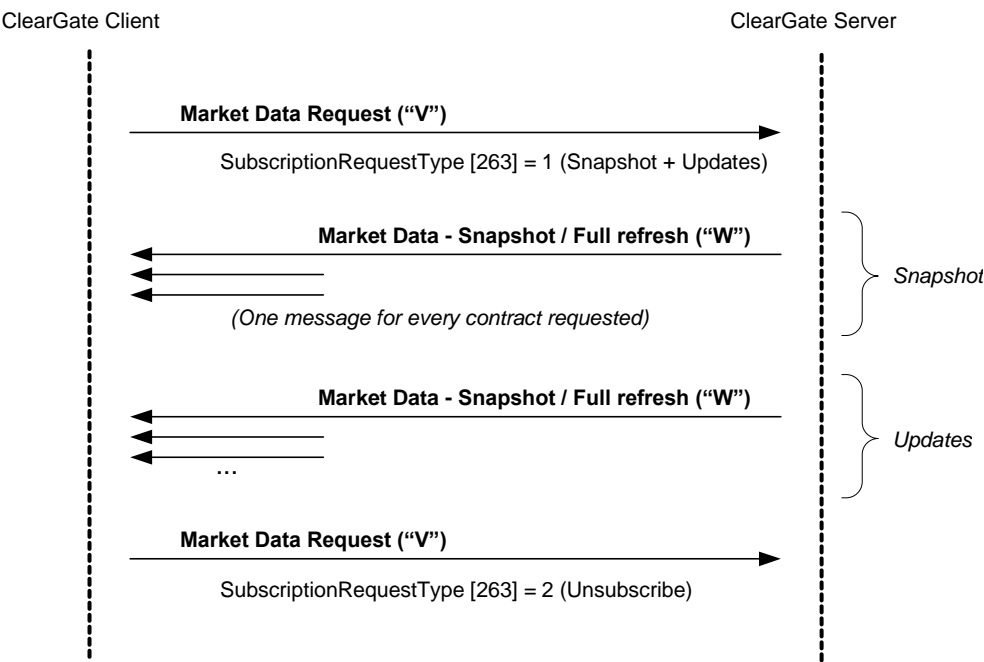 ClearGate Client
ClearGate Server
Market Data Request (“V”)
SubscriptionRequestType [263] = 1 (Snapshot + Updates)
Market Data - Snapshot / Full refresh (“W”)
Snapshot
(One message for every contract requested)
Market Data - Snapshot / Full refresh (“W”)
Updates
...
Market Data Request (“V”)
SubscriptionRequestType [263] = 2 (Unsubscribe)